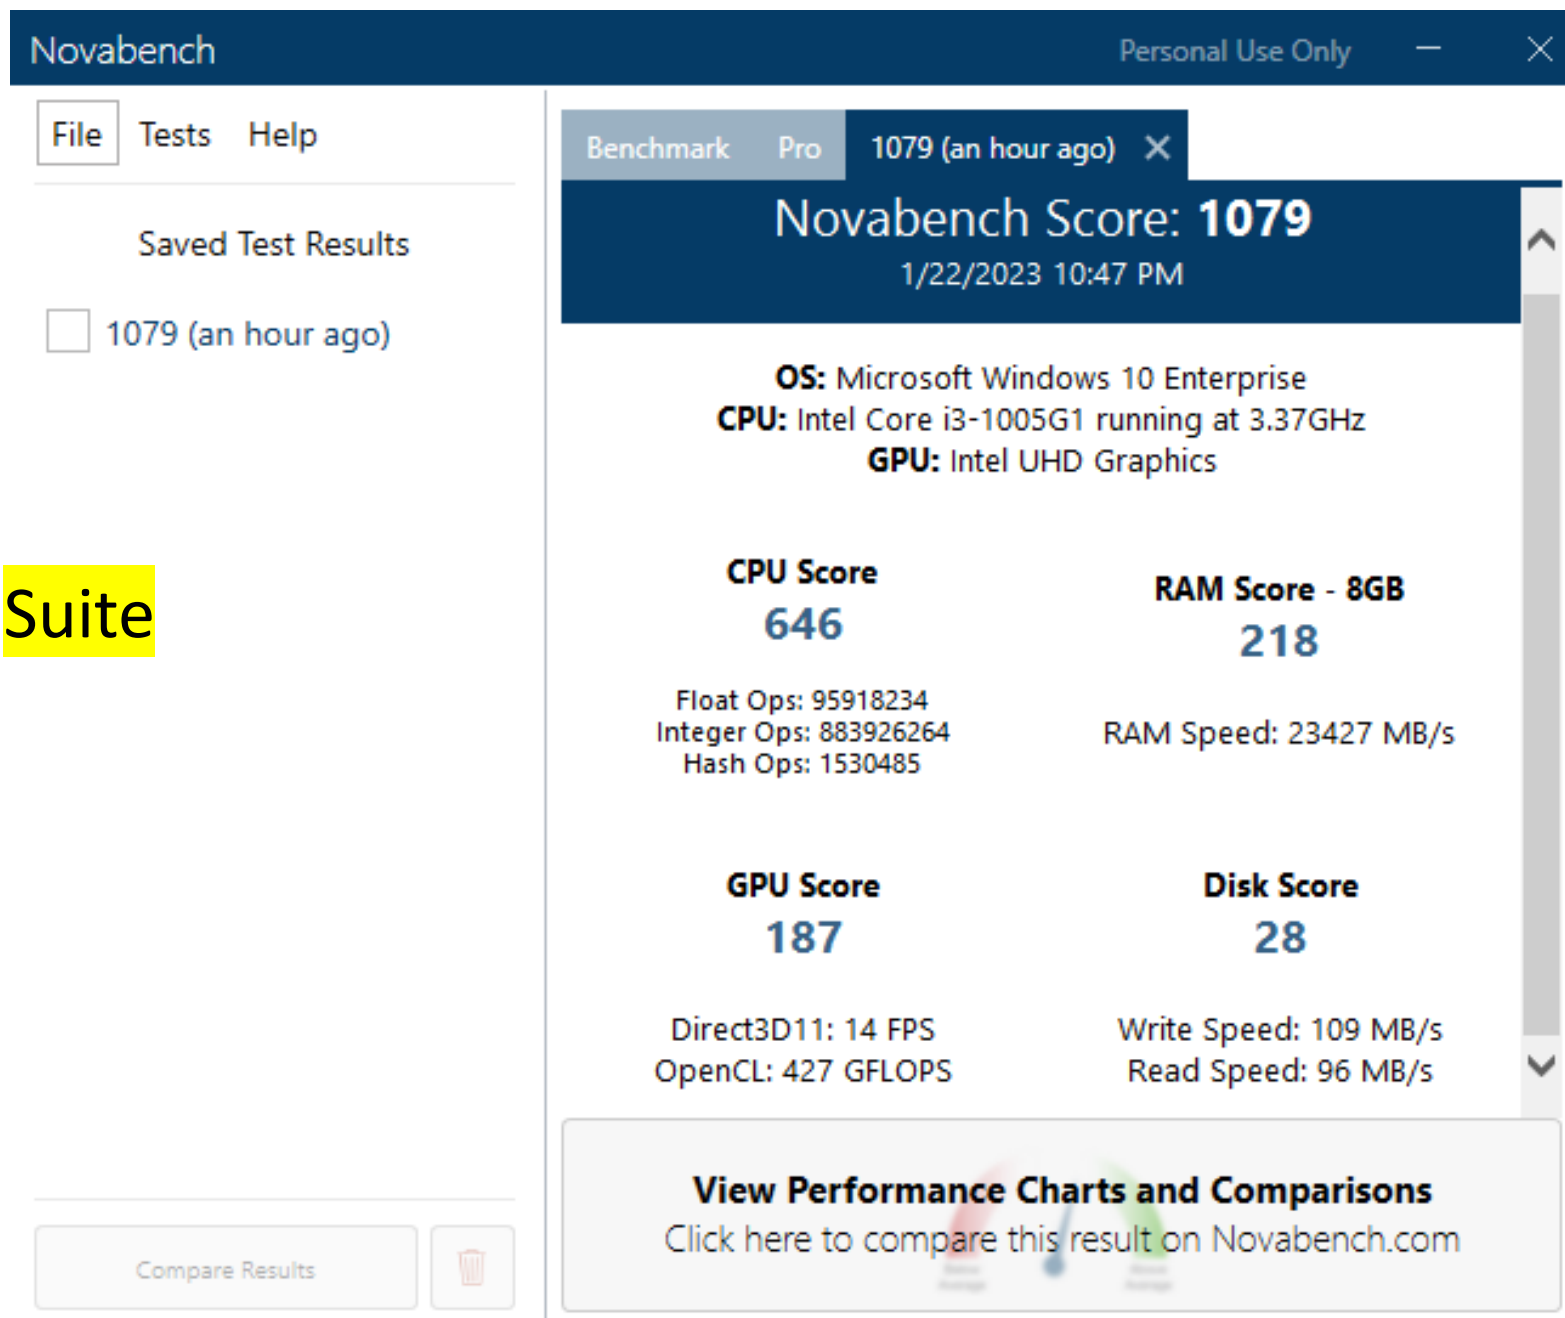 Novabench
Personal Use Only
File Tests Help
Saved Test Results
1079 (an hour ago)
Suite
Compare Results
Benchmark Pro 1079 (an hour ago)
Novabench Score: 1079
1/22/2023 10:47 PM
OS: Microsoft Windows 10 Enterprise
CPU: Intel Core i3-1005G1 running at 3.37GHz
GPU: Intel UHD Graphics
CPU Score
646
Float Ops: 95918234
Integer Ops: 883926264
Hash Ops: 1530485
RAM Score - 8GB
218
RAM Speed: 23427 MB/s
GPU Score
187
Direct3D11: 14 FPS
OpenCL: 427 GFLOPS
Disk Score
28
Write Speed: 109 MB/s
Read Speed: 96 MB/s
View Performance Charts and Comparisons
Click here to compare this result on Novabench.com